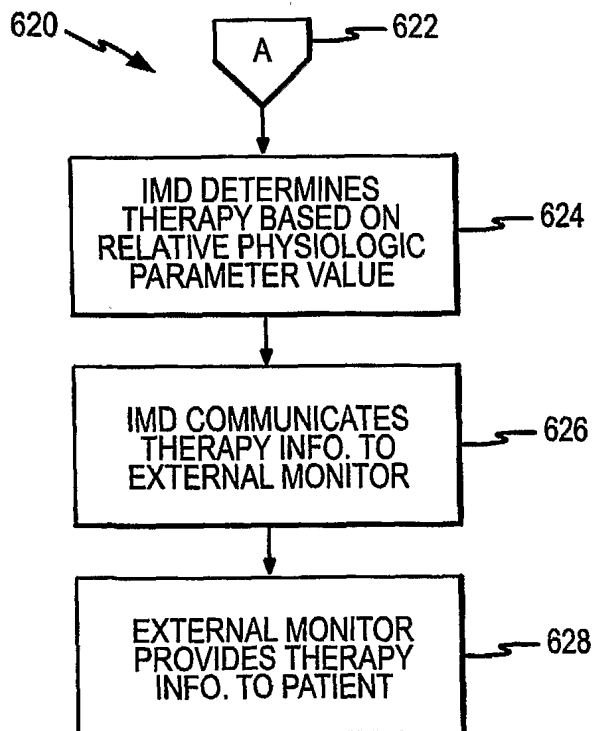 620
A
622
IMD DETERMINES
THERAPY BASED ON
RELATIVE PHYSIOLOGIC
PARAMETER VALUE
624
IMD COMMUNICATES
THERAPY INFO. TO
EXTERNAL MONITOR
626
EXTERNAL MONITOR
PROVIDES THERAPY
INFO. TO PATIENT
628